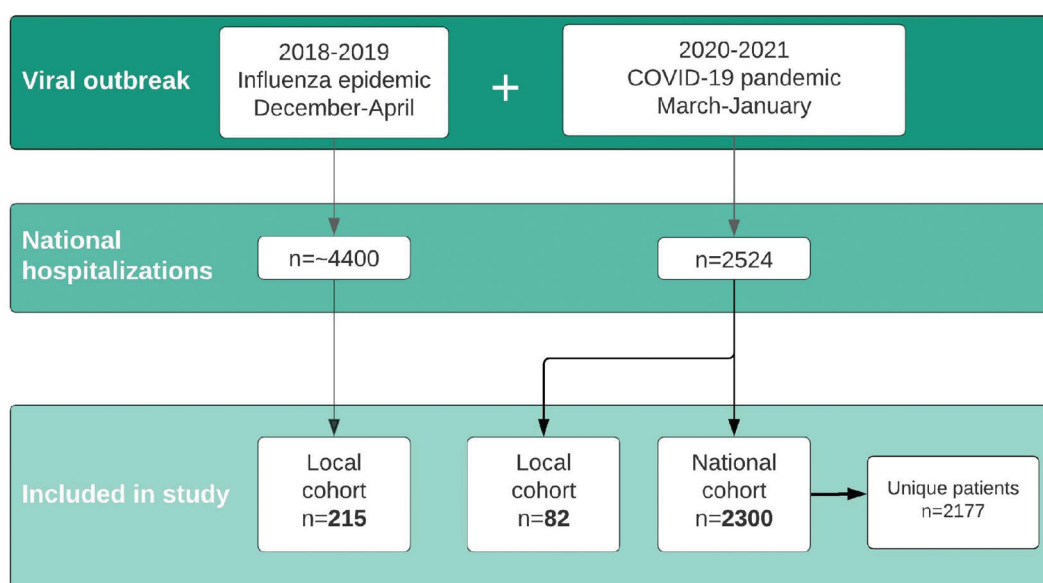 Viral outbreak
2018-2019
Influenza epidemic
December-April
+
2020-2021
COVID-19 pandemic
March-January
National
hospitalizations
n=~4400
n=2524
Included in study
Local
cohort
n=215
Local
cohort
n=82
National
cohort
n=2300
Unique patients
n=2177